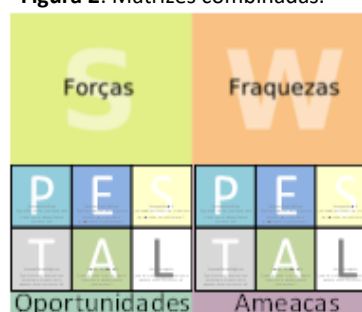 Figura 2. Matrizes combinadas.
S W
Forças Fraquezas
P E S P E S
T A L T A L
Oportunidades Ameaças